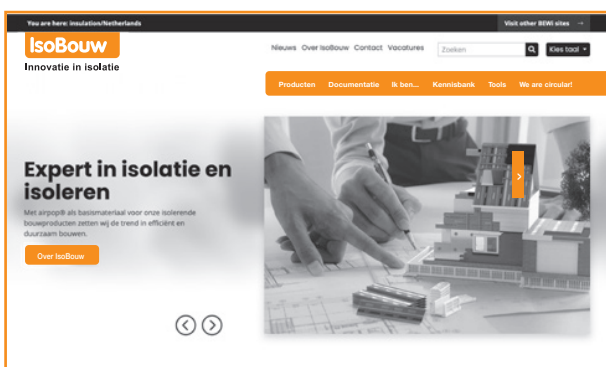 You are here: insulation/Netherlands
Visit other BEWi sites →
IsoBouw
Innovatie in isolatie
Nieuws Over IsoBouw Contact Vacatures
Zoeken
Kies taal
Producten Documentatie Ik ben... Kennisbank Tools We are circular!
Expert in isolatie en
isoleren
Met airpop® als basismateriaal voor onze isolerende
bouwproducten zetten wij de trend in efficiënt en
duurzaam bouwen.
Over IsoBouw